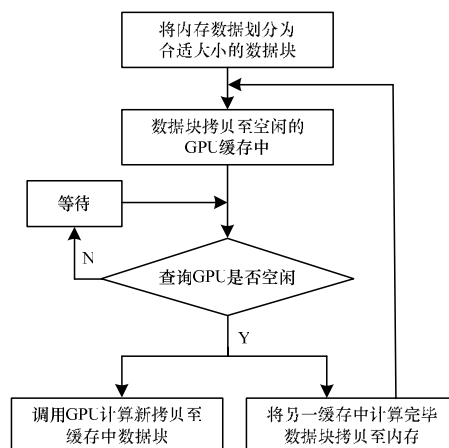 将内存数据划分为
合适大小的数据块
数据块拷贝至空闲的
GPU缓存中
等待
N
查询GPU是否空闲
Y
调用GPU计算新拷贝至
缓存中数据块
将另一缓存中计算完毕
数据块拷贝至内存